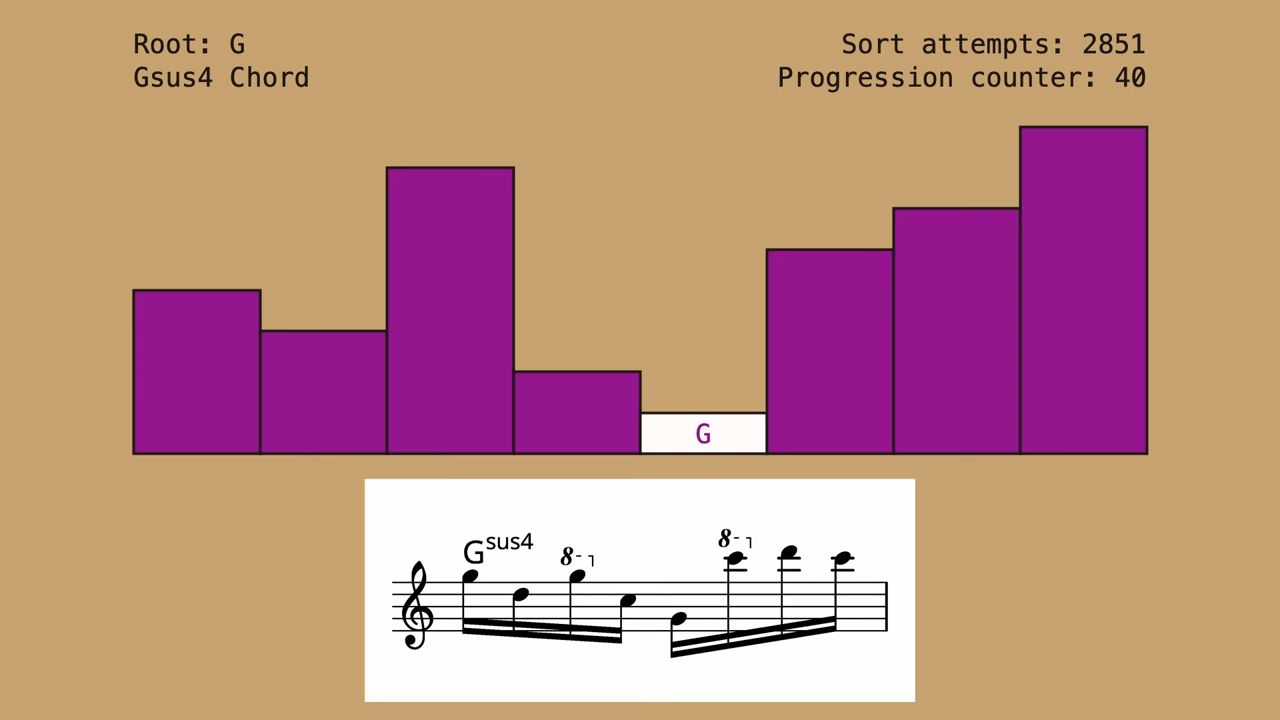 Root: G
Gsus4 Chord
Sort attempts: 2851
Progression counter: 40
G
Gsus4
8
8